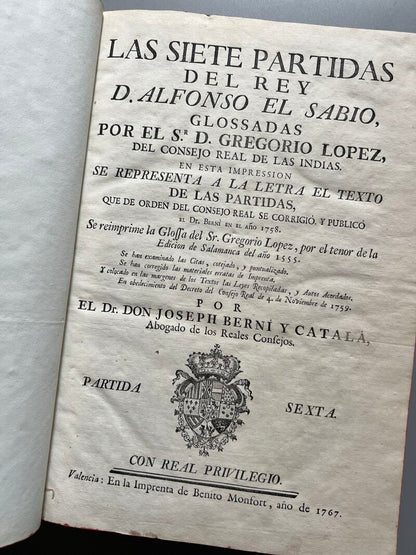 LAS SIETE PARTIDAS
DEL REY
D. ALFONSO EL SABIO,
GLOSSADAS
POR EL S.R D. GREGORIO LOPEZ,
DEL CONSEJO REAL DE LAS INDIAS.
EN ESTA IMPRESSION
SE REPRESENTA A LA LETRA EL TEXTO
DE LAS PARTIDAS,
QUE DE ORDEN DEL CONSEJO REAL SE CORRIGIÓ, Y PUBLICÓ
EL DR. BERNÍ EN EL AÑO 1758.
Se reimprime la Glossa del Sr. Gregorio Lopez, por el tenor de la
Edicion de Salamanca del año 1555.
Se han examinado las Citas, cotejado, y puntualizado.
Se han corregido las materiales erratas de Imprenta,
Y colocado en las margenes de los Textos las Leyes Recopiladas, y Autos Acordados.
En obedecimiento del Decreto del Consejo Real de 4. de Noviembre de 1759.
POR
EL Dr. DON JOSEPH BERNÍ Y CATALÁ,
Abogado de los Reales Consejos.
PARTIDA SEXTA.
CON REAL PRIVILEGIO.
Valencia: En la Imprenta de Benito Monfort, año de 1767.